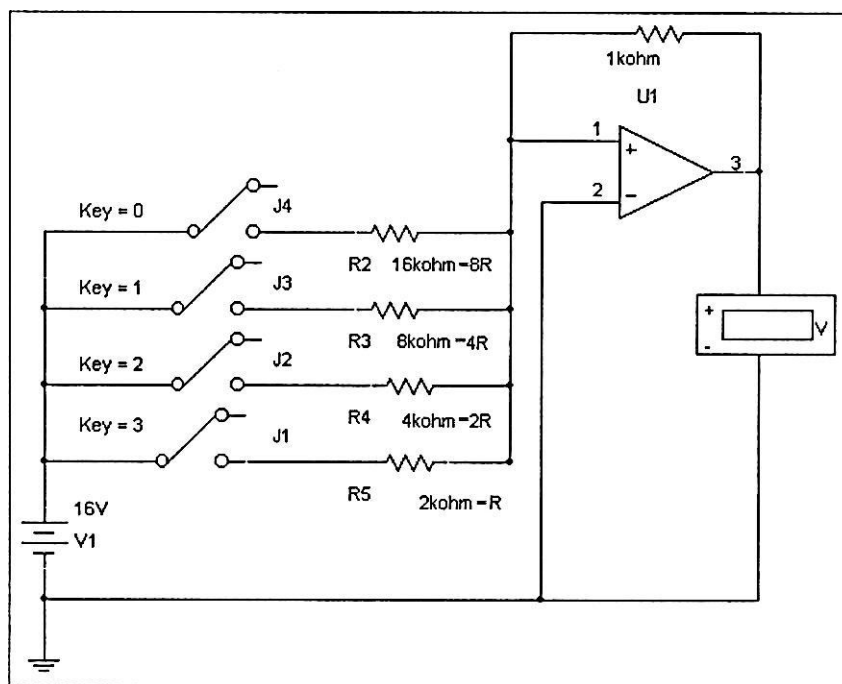 1kohm
U1
1
+
3
2
-
Key = 0
J4
R2 16kohm=8R
Key = 1
J3
R3 8kohm=4R
+
V
-
Key = 2
J2
R4 4kohm=2R
Key = 3
J1
R5 2kohm=R
16V
V1